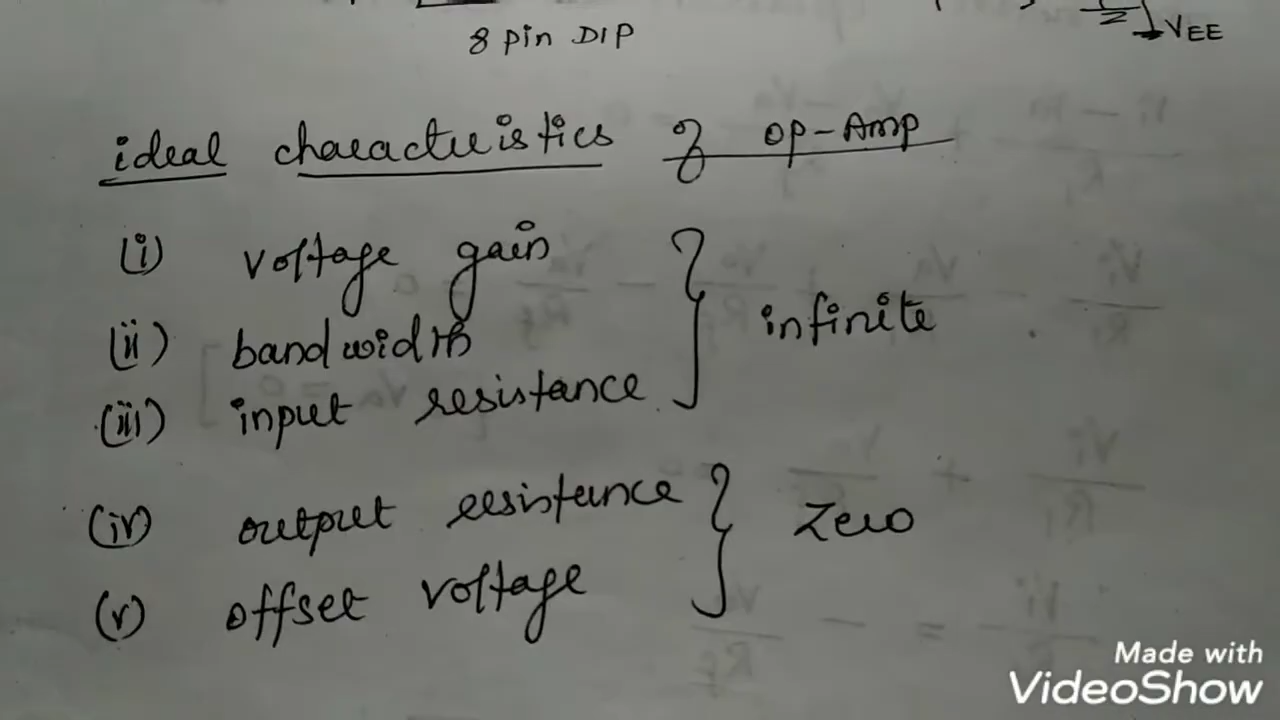 8 pin DIP
VEE
ideal characteristics of OP-Amp
(i) voltage gain
(ii) bandwidth
(iii) input resistance
infinite
(iv) output resistance
(v) offset voltage
Zero
Made with
VideoShow